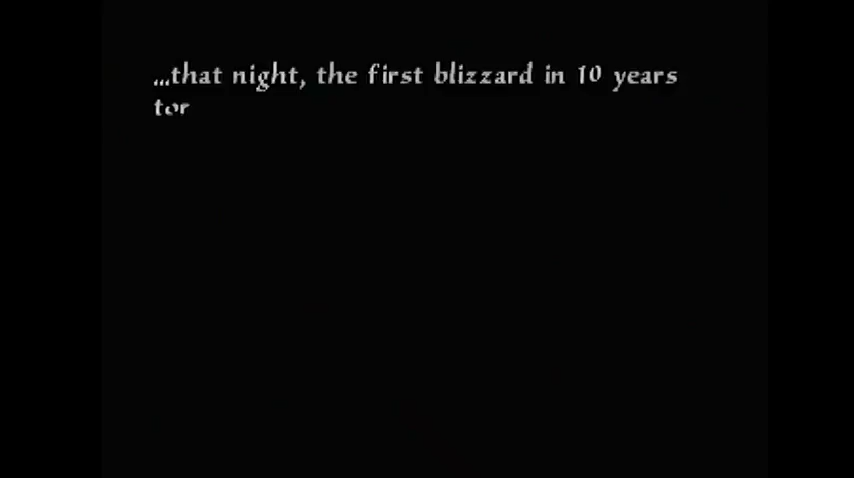 ...that night, the first blizzard in 10 years
tor